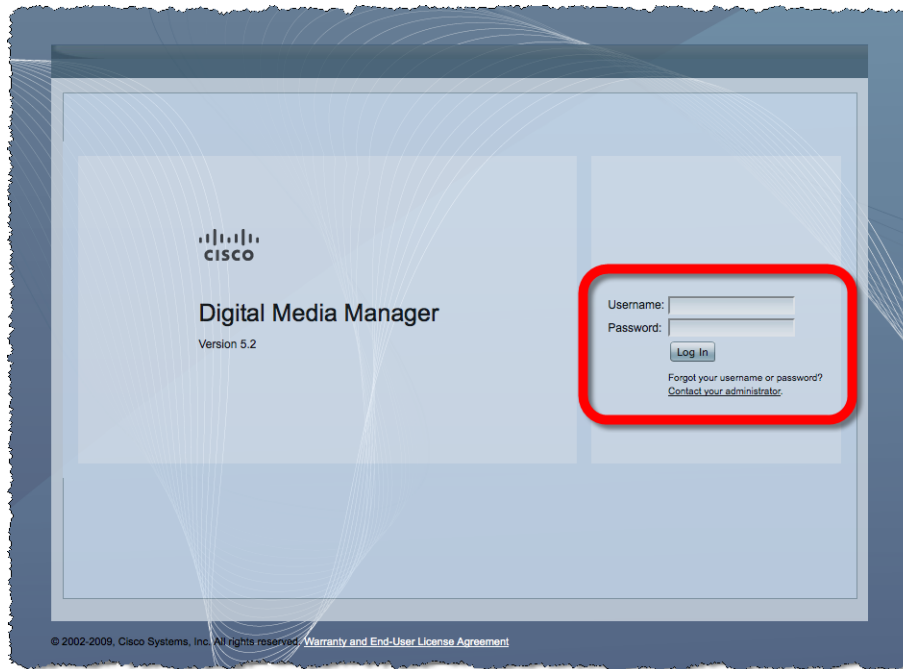 CISCO
Digital Media Manager
Version 5.2
Username:
Password:
Log In
Forgot your username or password?
Contact your administrator.
© 2002-2009, Cisco Systems, Inc. All rights reserved. Warranty and End-User License Agreement